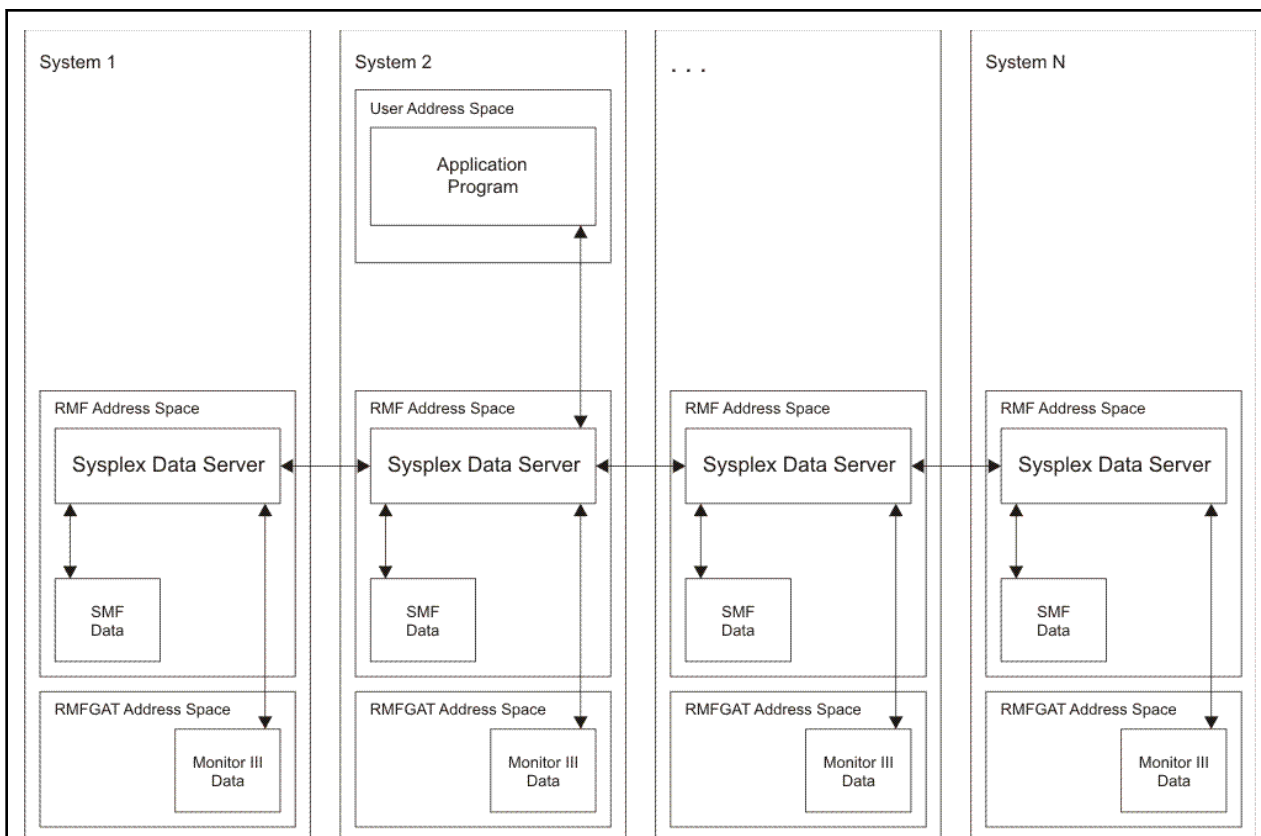 System 1
System 2
. . .
System N
User Address Space
Application
Program
RMF Address Space
RMF Address Space
RMF Address Space
RMF Address Space
Sysplex Data Server
Sysplex Data Server
Sysplex Data Server
Sysplex Data Server
SMF
Data
SMF
Data
SMF
Data
SMF
Data
RMFGAT Address Space
RMFGAT Address Space
RMFGAT Address Space
RMFGAT Address Space
Monitor III
Data
Monitor III
Data
Monitor III
Data
Monitor III
Data